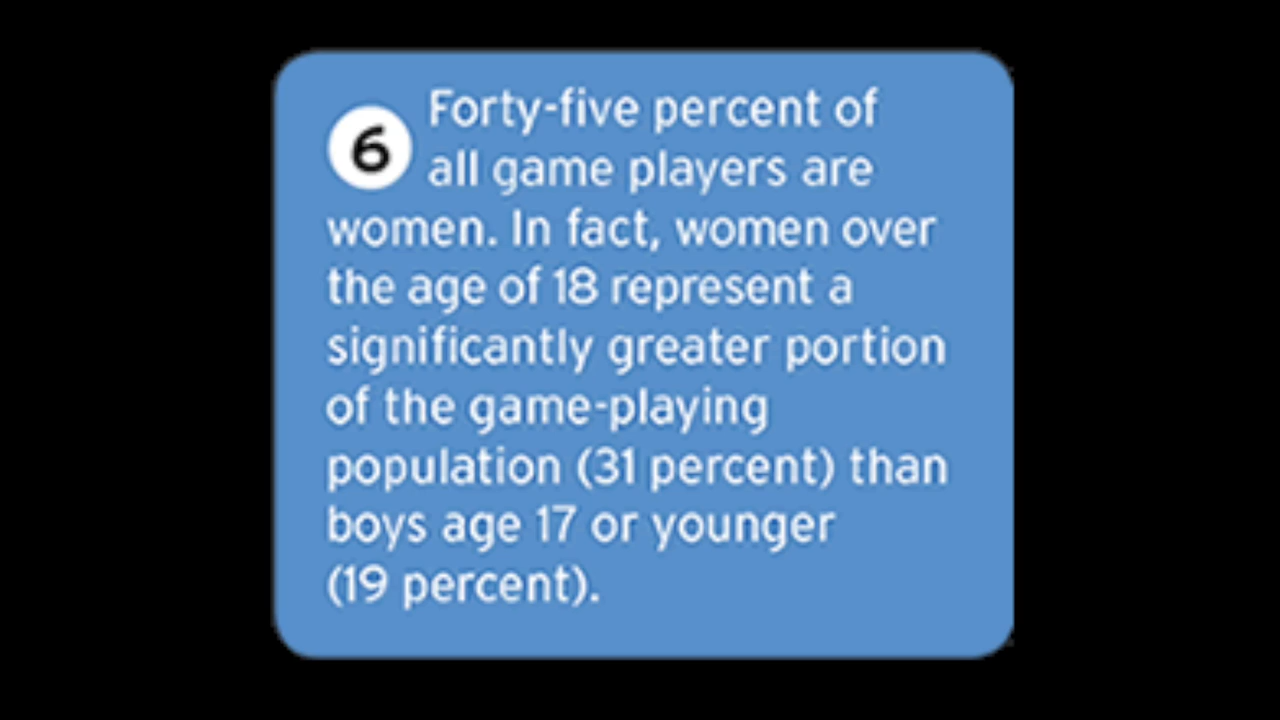 6
Forty-five percent of
all game players are
women. In fact, women over
the age of 18 represent a
significantly greater portion
of the game-playing
population (31 percent) than
boys age 17 or younger
(19 percent).